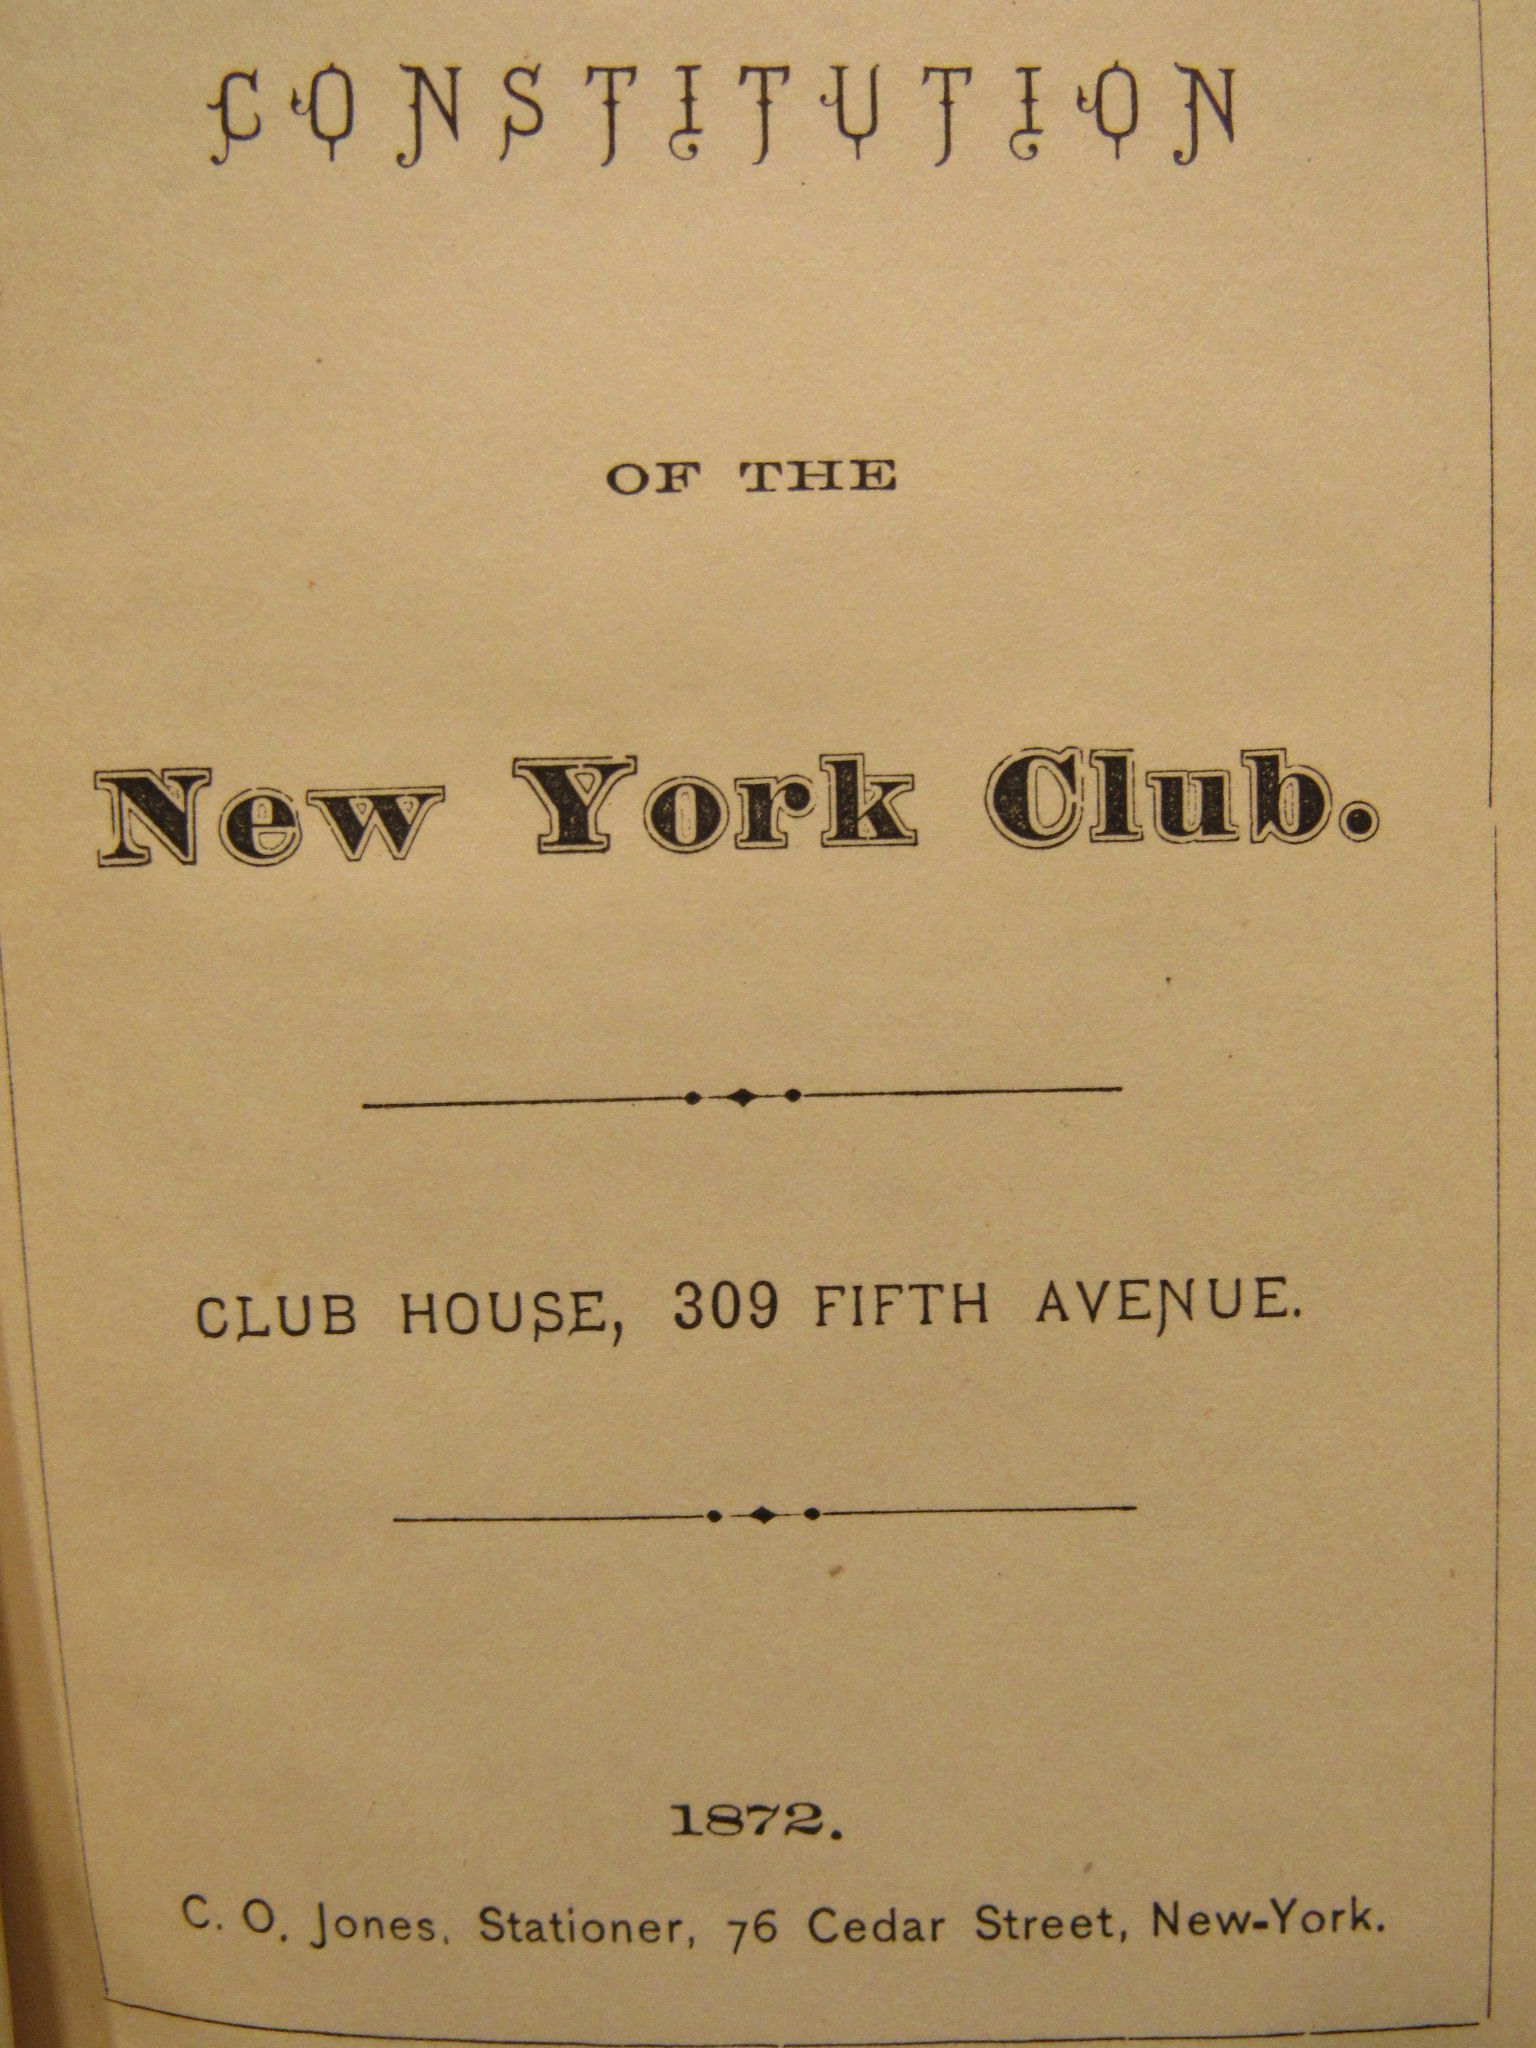 CONSTITUTION
OF THE
New York Club.
CLUB HOUSE, 309 FIFTH AVENUE.
1872.
C. O. Jones, Stationer, 76 Cedar Street, New-York.